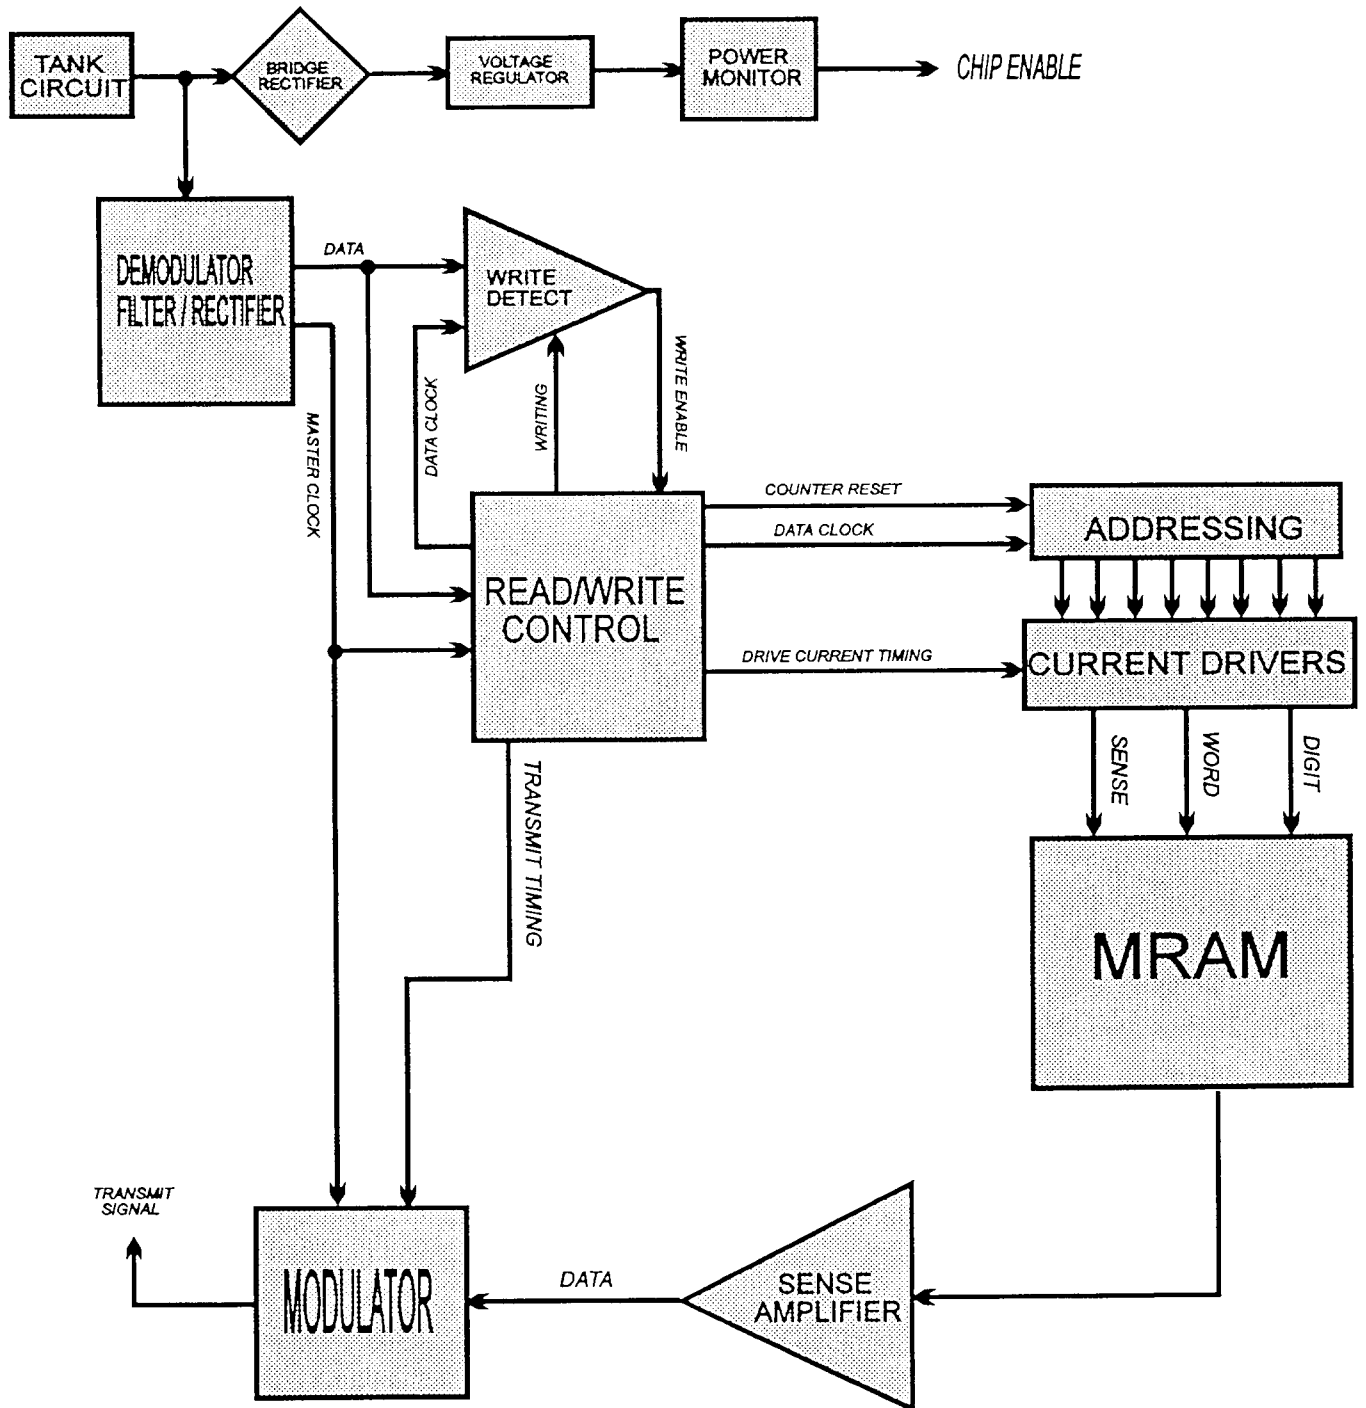 TANK
CIRCUIT
BRIDGE
RECTIFIER
VOLTAGE
REGULATOR
POWER
MONITOR
CHIP ENABLE
DEMODULATOR
FILTER / RECTIFIER
DATA
WRITE
DETECT
MASTER CLOCK
DATA CLOCK
WRITING
WRITE ENABLE
READ/WRITE
CONTROL
COUNTER RESET
DATA CLOCK
DRIVE CURRENT TIMING
ADDRESSING
CURRENT DRIVERS
SENSE
WORD
DIGIT
TRANSMIT TIMING
MRAM
TRANSMIT
SIGNAL
MODULATOR
DATA
SENSE
AMPLIFIER